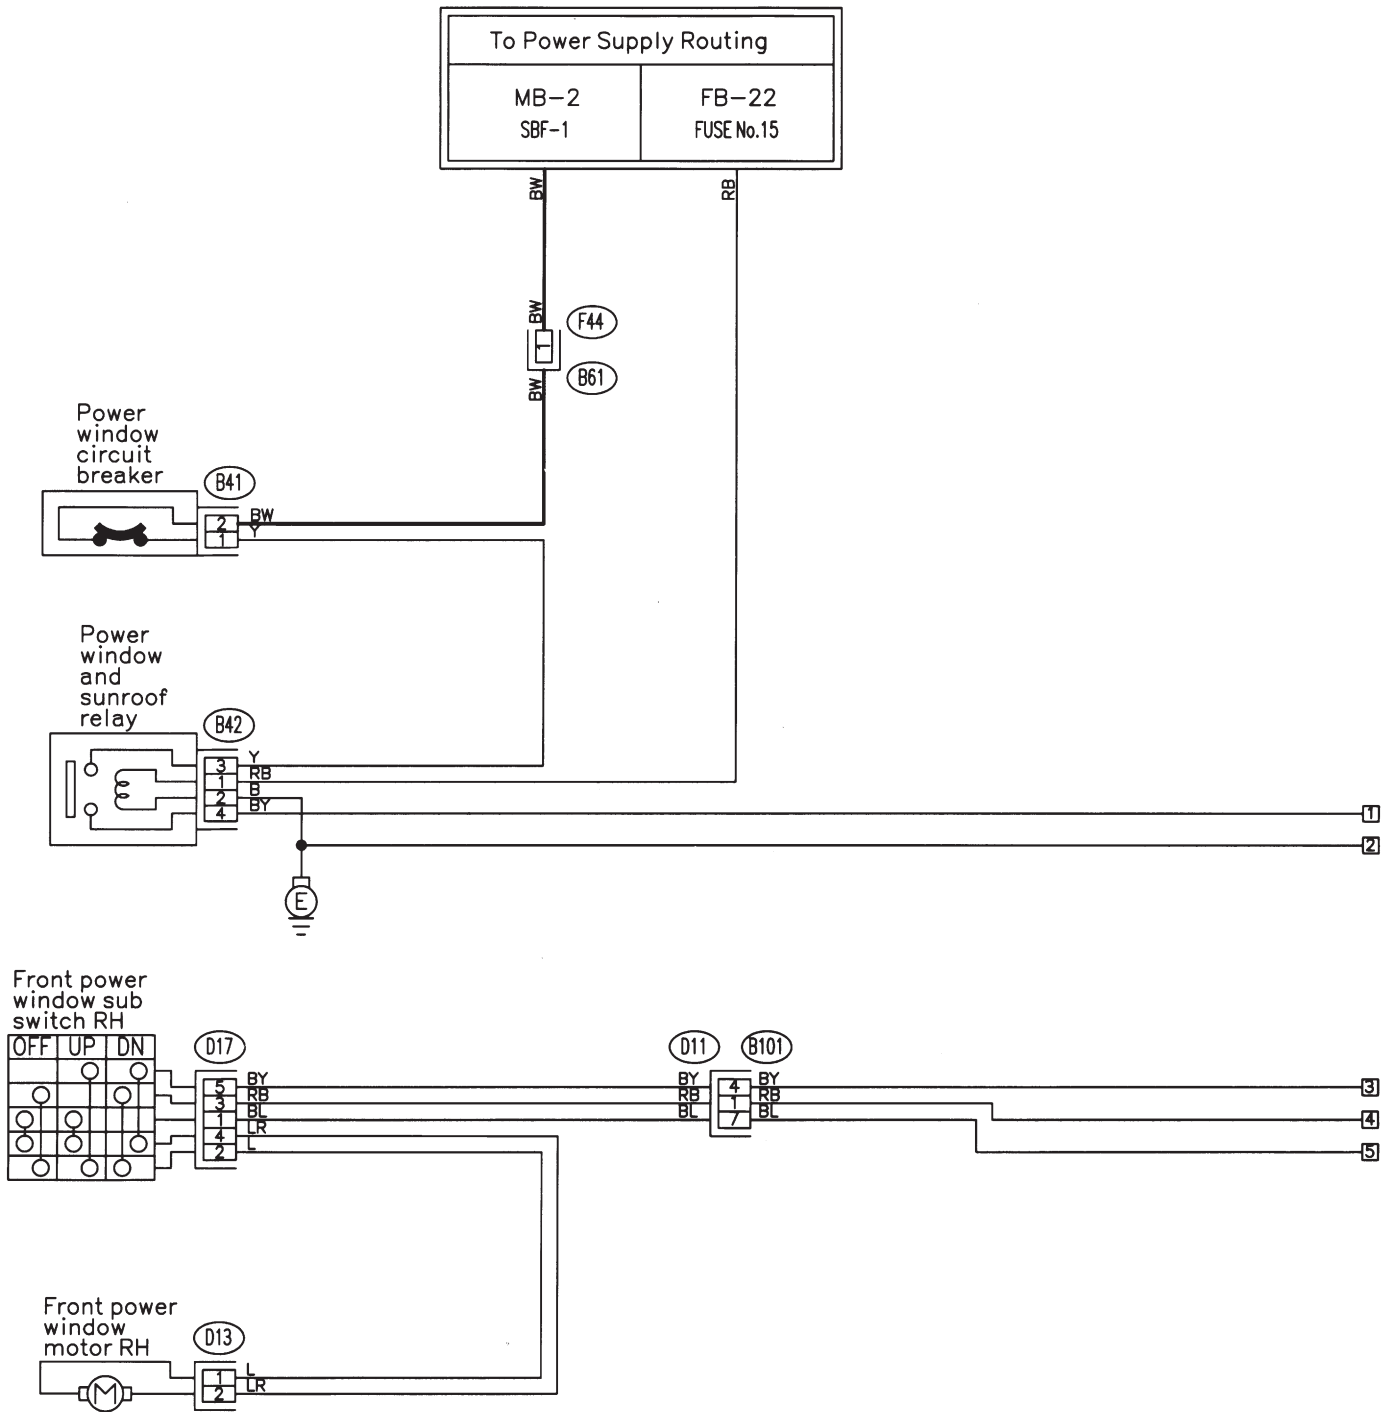 To Power Supply Routing
MB-2
SBF-1
FB-22
FUSE No.15
BW
RB
BW
F44
1
B61
BW
Power
window
circuit
breaker
B41
2
BW
1
Y
Power
window
and
sunroof
relay
B42
3
Y
1
RB
2
B
4
BY
1
2
E
Front power
window sub
switch RH
OFF UP DN
D17
5
BY
3
RB
1
BL
4
LR
2
L
D11
B101
BY 4 BY
RB 1 RB
BL 7 BL
3
4
5
Front power
window
motor RH
D13
M
1
L
2
LR